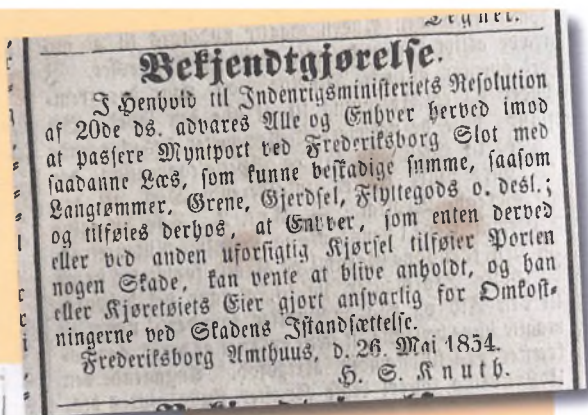 Bekjendtgjørelse.
I Henhold til Indenrigsministeriets Resolution
af 20de ds. advares Alle og Enhver herved imod
at passere Myntport ved Frederiksborg Slot med
saadanne Læs, som kunne beskadige samme, saasom
Langtømmer, Grene, Gjerdsel, Flyttegods o. desl.;
og tilføies derhos, at Enhver, som enten derved
eller ved anden uforsigtig Kjørsel tilføier Porten
nogen Skade, kan vente at blive anholdt, og han
eller Kjøretøiets Eier gjort ansvarlig for Omkost-
ningerne ved Skadens Istandsættelse.
Frederiksborg Amthuus, d. 26. Mai 1854.
H. S. Knuth.